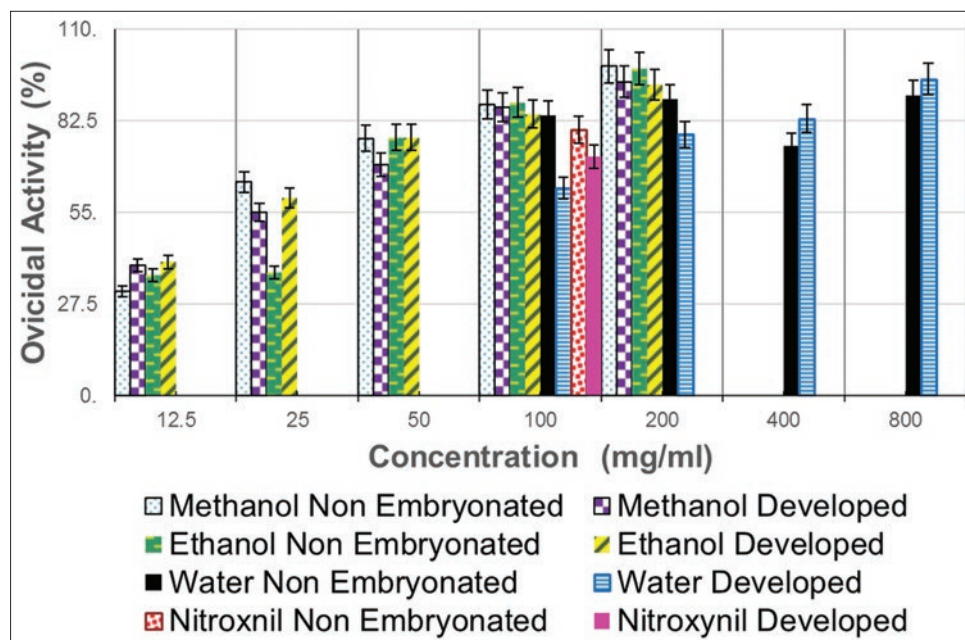 Ovicidal Activity (%)
110.
82.5
55.
27.5
0.
12.5 25 50 100 200 400 800
Concentration (mg/ml)
Methanol Non Embryonated Methanol Developed
Ethanol Non Embryonated Ethanol Developed
Water Non Embryonated Water Developed
Nitroxnil Non Embryonated Nitroxynil Developed